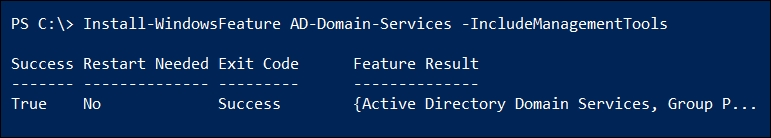 PS C:\> Install-WindowsFeature AD-Domain-Services -IncludeManagementTools
Success Restart Needed Exit Code      Feature Result
------- -------------- ---------      --------------
True    No             Success        {Active Directory Domain Services, Group P...